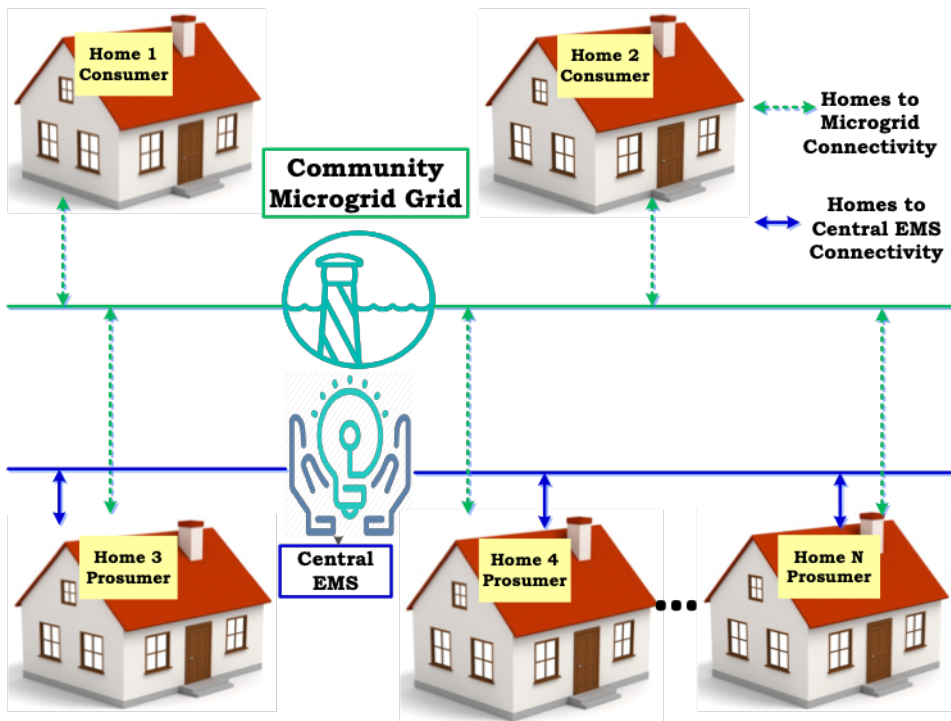 Home 1
Consumer
Home 2
Consumer
Homes to
Microgrid
Connectivity
Community
Microgrid Grid
Homes to
Central EMS
Connectivity
Home 3
Prosumer
Central
EMS
Home 4
Prosumer
Home N
Prosumer